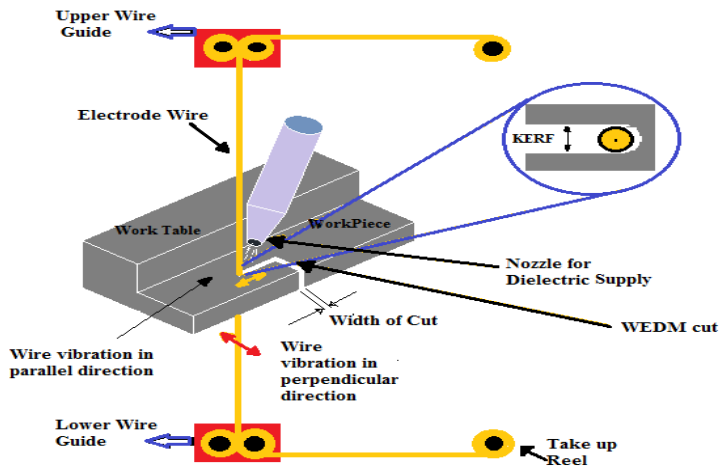 Upper Wire
Guide
Electrode Wire
KERF
Work Table
WorkPiece
Nozzle for
Dielectric Supply
Width of Cut
WEDM cut
Wire vibration in
parallel direction
Wire
vibration in
perpendicular
direction
Lower Wire
Guide
Take up
Reel